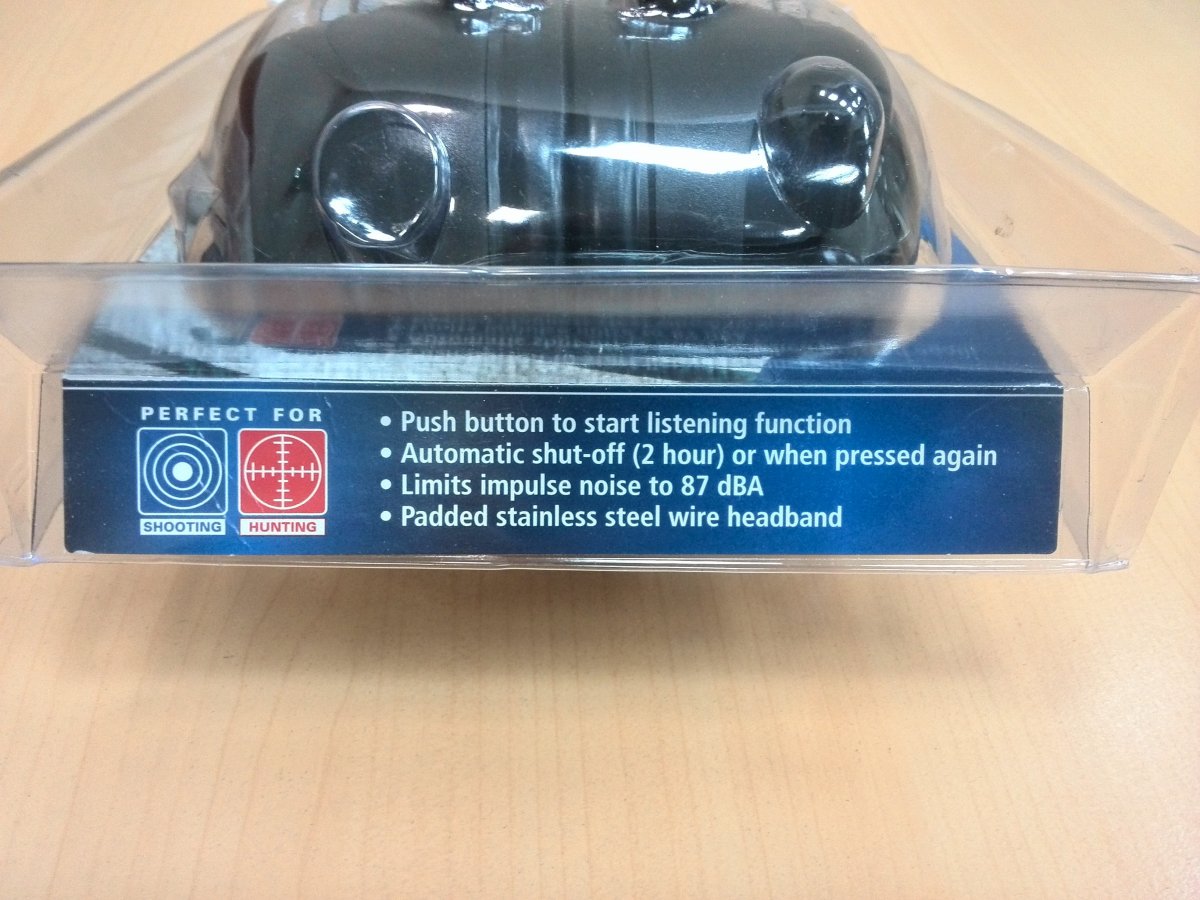 PERFECT FOR
SHOOTING
HUNTING
• Push button to start listening function
• Automatic shut-off (2 hour) or when pressed again
• Limits impulse noise to 87 dBA
• Padded stainless steel wire headband